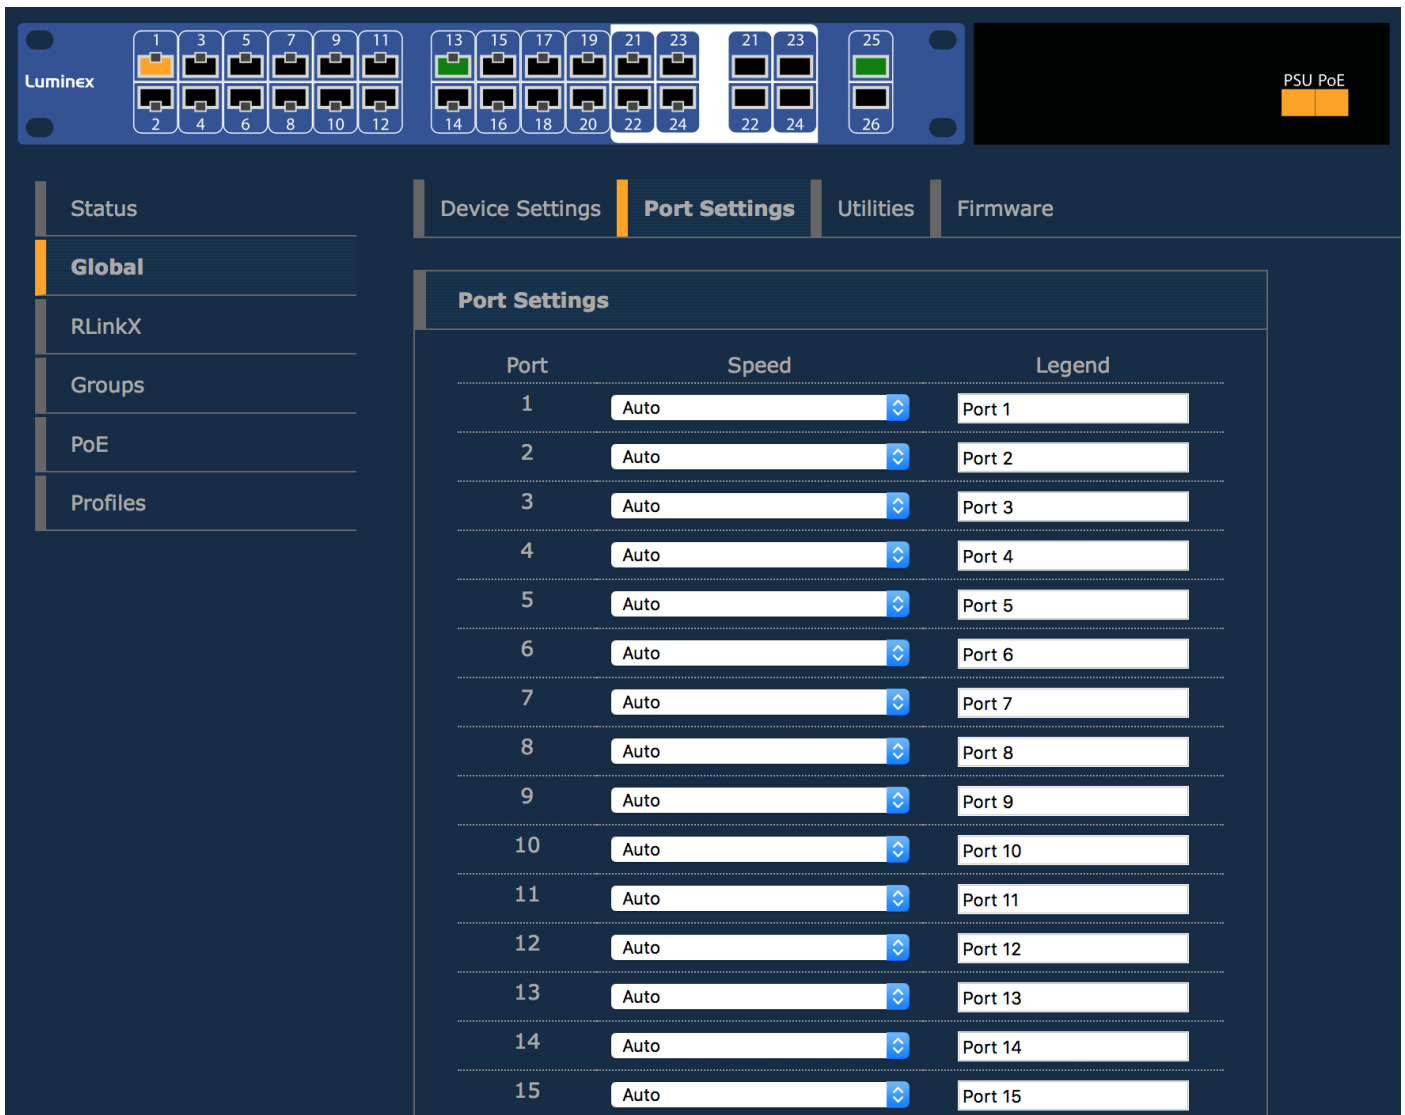 1 3 5 7 9 11 13 15 17 19 21 23 21 23 25
Luminex
PSU PoE
2 4 6 8 10 12 14 16 18 20 22 24 22 24 26
Status
Global
RLinkX
Groups
PoE
Profiles
Device Settings Port Settings Utilities Firmware
Port Settings
Port Speed Legend
1 Auto Port 1
2 Auto Port 2
3 Auto Port 3
4 Auto Port 4
5 Auto Port 5
6 Auto Port 6
7 Auto Port 7
8 Auto Port 8
9 Auto Port 9
10 Auto Port 10
11 Auto Port 11
12 Auto Port 12
13 Auto Port 13
14 Auto Port 14
15 Auto Port 15